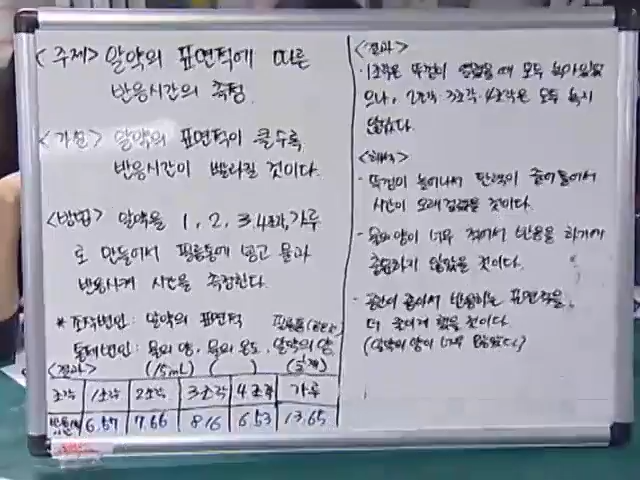 <주제> 알약의 표면적에 따른
반응시간의 측정.
<가설> 알약의 표면적이 클수록
반응시간이 빨라질 것이다.
<방법> 알약을 1, 2, 3, 4조각, 가루
로 만들어서 필름통에 넣고 물과
반응시켜 시간을 측정한다.
* 조작변인: 알약의 표면적
통제변인: 물의 양, 물의 온도, 알약의 양
(15mL) ( )
<결과>
조각 1조각 2조각 3조각 4조각 가루
6.57 7.66 8.16 6.53 13.65
<결과>
· 1조각은 뚜껑이 열렸을 때 모두 녹아있었
으나, 2조각·3조각·4조각은 모두 녹지
않았다.
<해석>
· 뚜껑이 늘어나서 탄력이 줄어들어서
시간이 오래 걸렸을 것이다.
· 물의 양이 너무 적어서 반응을 하기에
충분하지 않았을 것이다.
· 공간이 좁아서 반응하는 표면적을
더 좁아지게 했을 것이다.
(알약의 양이 너무 많았다)